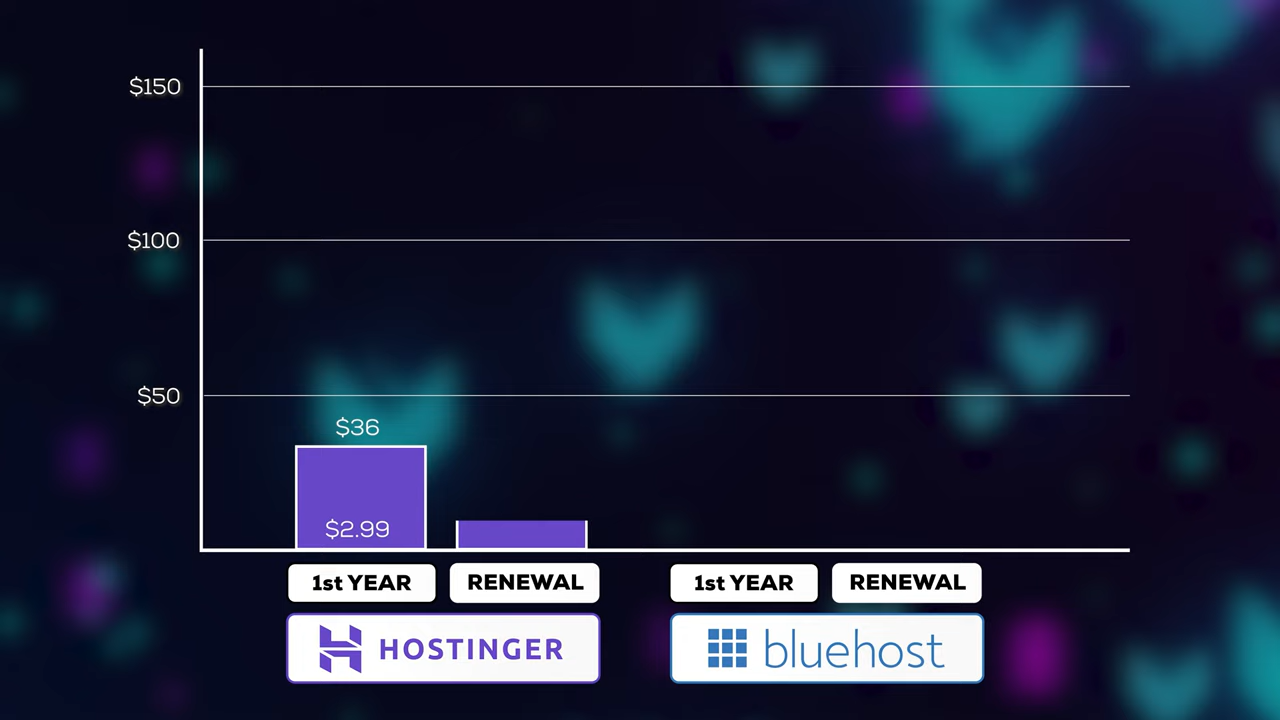 $150
$100
$50
$36
$2.99
1st YEAR
RENEWAL
1st YEAR
RENEWAL
HOSTINGER
bluehost